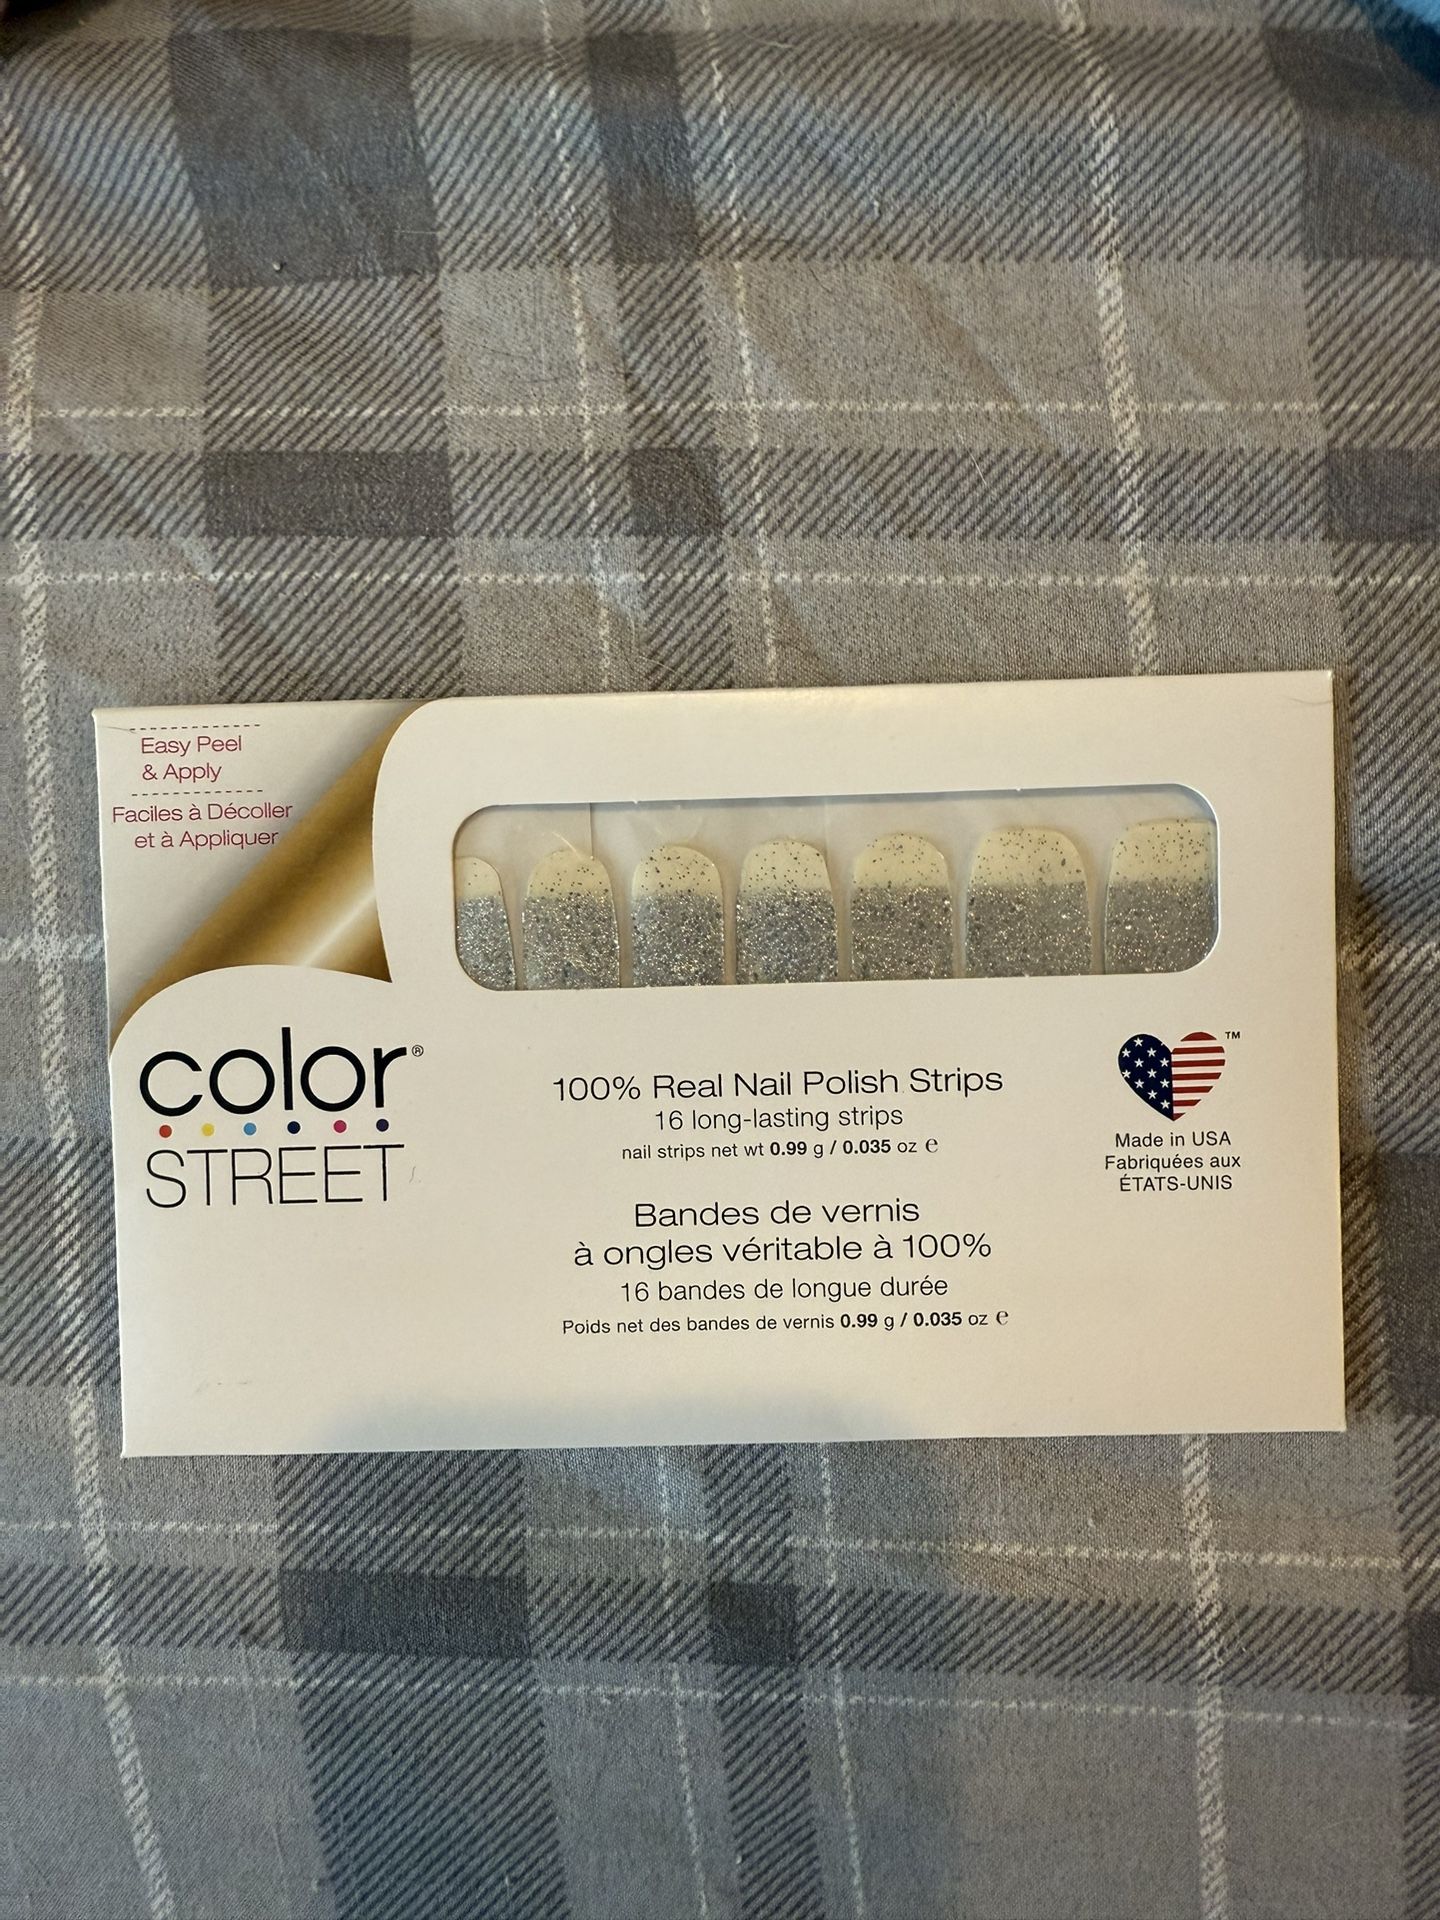 Easy Peel
& Apply
Faciles à Décoller
et à Appliquer
color®
STREET
100% Real Nail Polish Strips
16 long-lasting strips
nail strips net wt 0.99 g / 0.035 oz ℮
Bandes de vernis
à ongles véritable à 100%
16 bandes de longue durée
Poids net des bandes de vernis 0.99 g / 0.035 oz ℮
™
Made in USA
Fabriquées aux
ÉTATS-UNIS